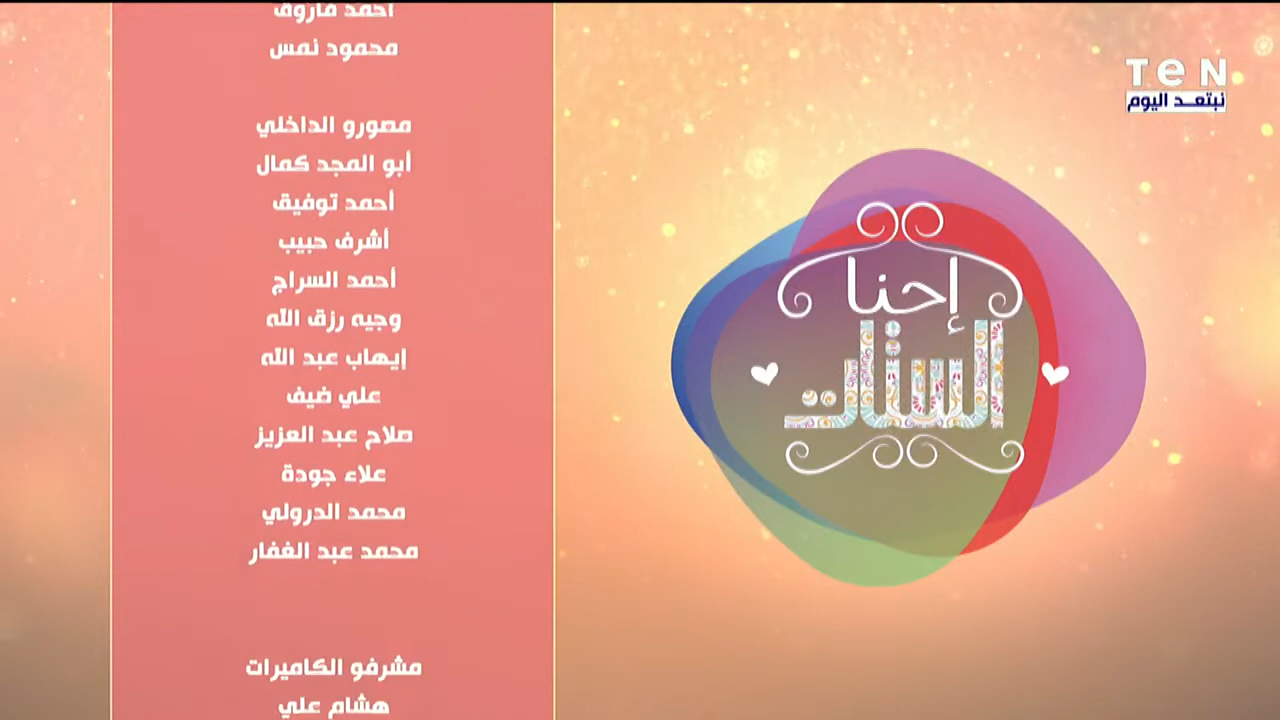 أحمد فاروق
محمود نمس
مصورو الداخلي
أبو المجد كمال
أحمد توفيق
أشرف حبيب
أحمد السراج
وجيه رزق الله
إيهاب عبد الله
علي ضيف
صلاح عبد العزيز
علاء جودة
محمد الدرولي
محمد عبد الغفار
مشرفو الكاميرات
هشام علي
TeN
نبتعد اليوم
إحنا
الستات